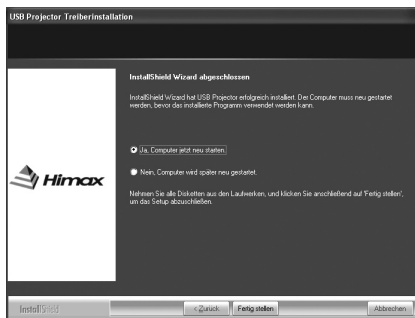 USB Projector Treiberinstallation
InstallShield Wizard abgeschlossen
InstallShield Wizard hat USB Projector erfolgreich installiert. Der Computer muss neu gestartet
werden, bevor das installierte Programm verwendet werden kann.
Ja, Computer jetzt neu starten.
Nein, Computer wird später neu gestartet.
Himax
Nehmen Sie alle Disketten aus den Laufwerken, und klicken Sie anschließend auf 'Fertig stellen',
um das Setup abzuschließen.
InstallShield
< Zurück
Fertig stellen
Abbrechen